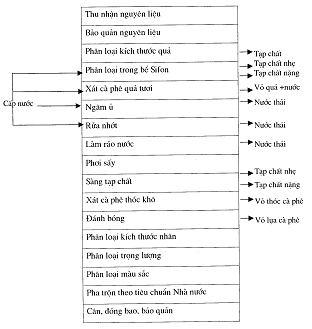 Thu nhận nguyên liệu
Bảo quản nguyên liệu
Phân loại kích thước quả
Tạp chất
Phân loại trong bể Sifon
Tạp chất nhẹ
Tạp chất nặng
Xát cà phê quả tươi
Vỏ quả +nước
Cấp nước
Ngâm ủ
Nước thải
Rửa nhớt
Nước thải
Làm ráo nước
Nước thải
Phơi sấy
Sàng tạp chất
Tạp chất nhẹ
Tạp chất nặng
Xát cà phê thóc khô
Vỏ thóc cà phê
Đánh bóng
Vỏ lụa cà phê
Phân loại kích thước nhân
Phân loại trọng lượng
Phân loại màu sắc
Pha trộn theo tiêu chuẩn Nhà nước
Cân, đóng bao, bảo quản